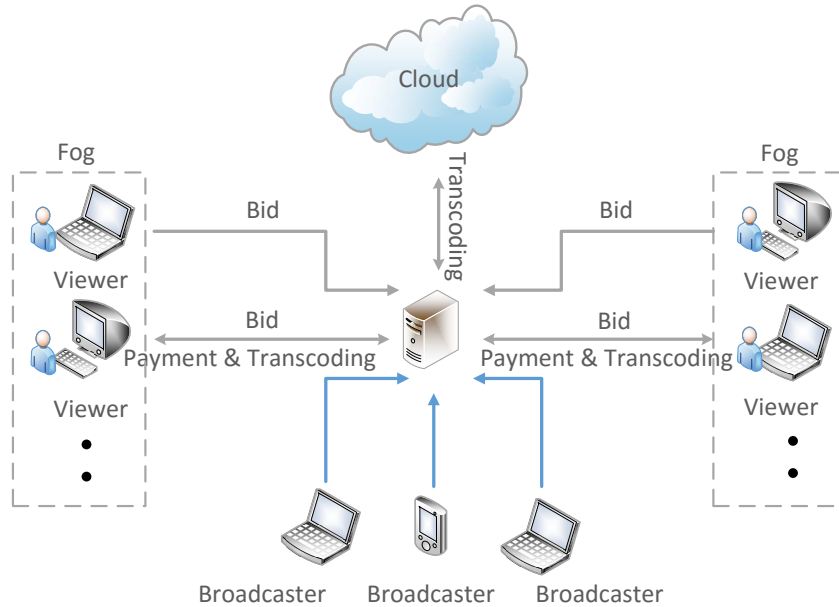 Cloud
Fog
Fog
Transcoding
Bid
Bid
Viewer
Viewer
Bid
Bid
Payment & Transcoding
Payment & Transcoding
Viewer
Viewer
Broadcaster
Broadcaster
Broadcaster